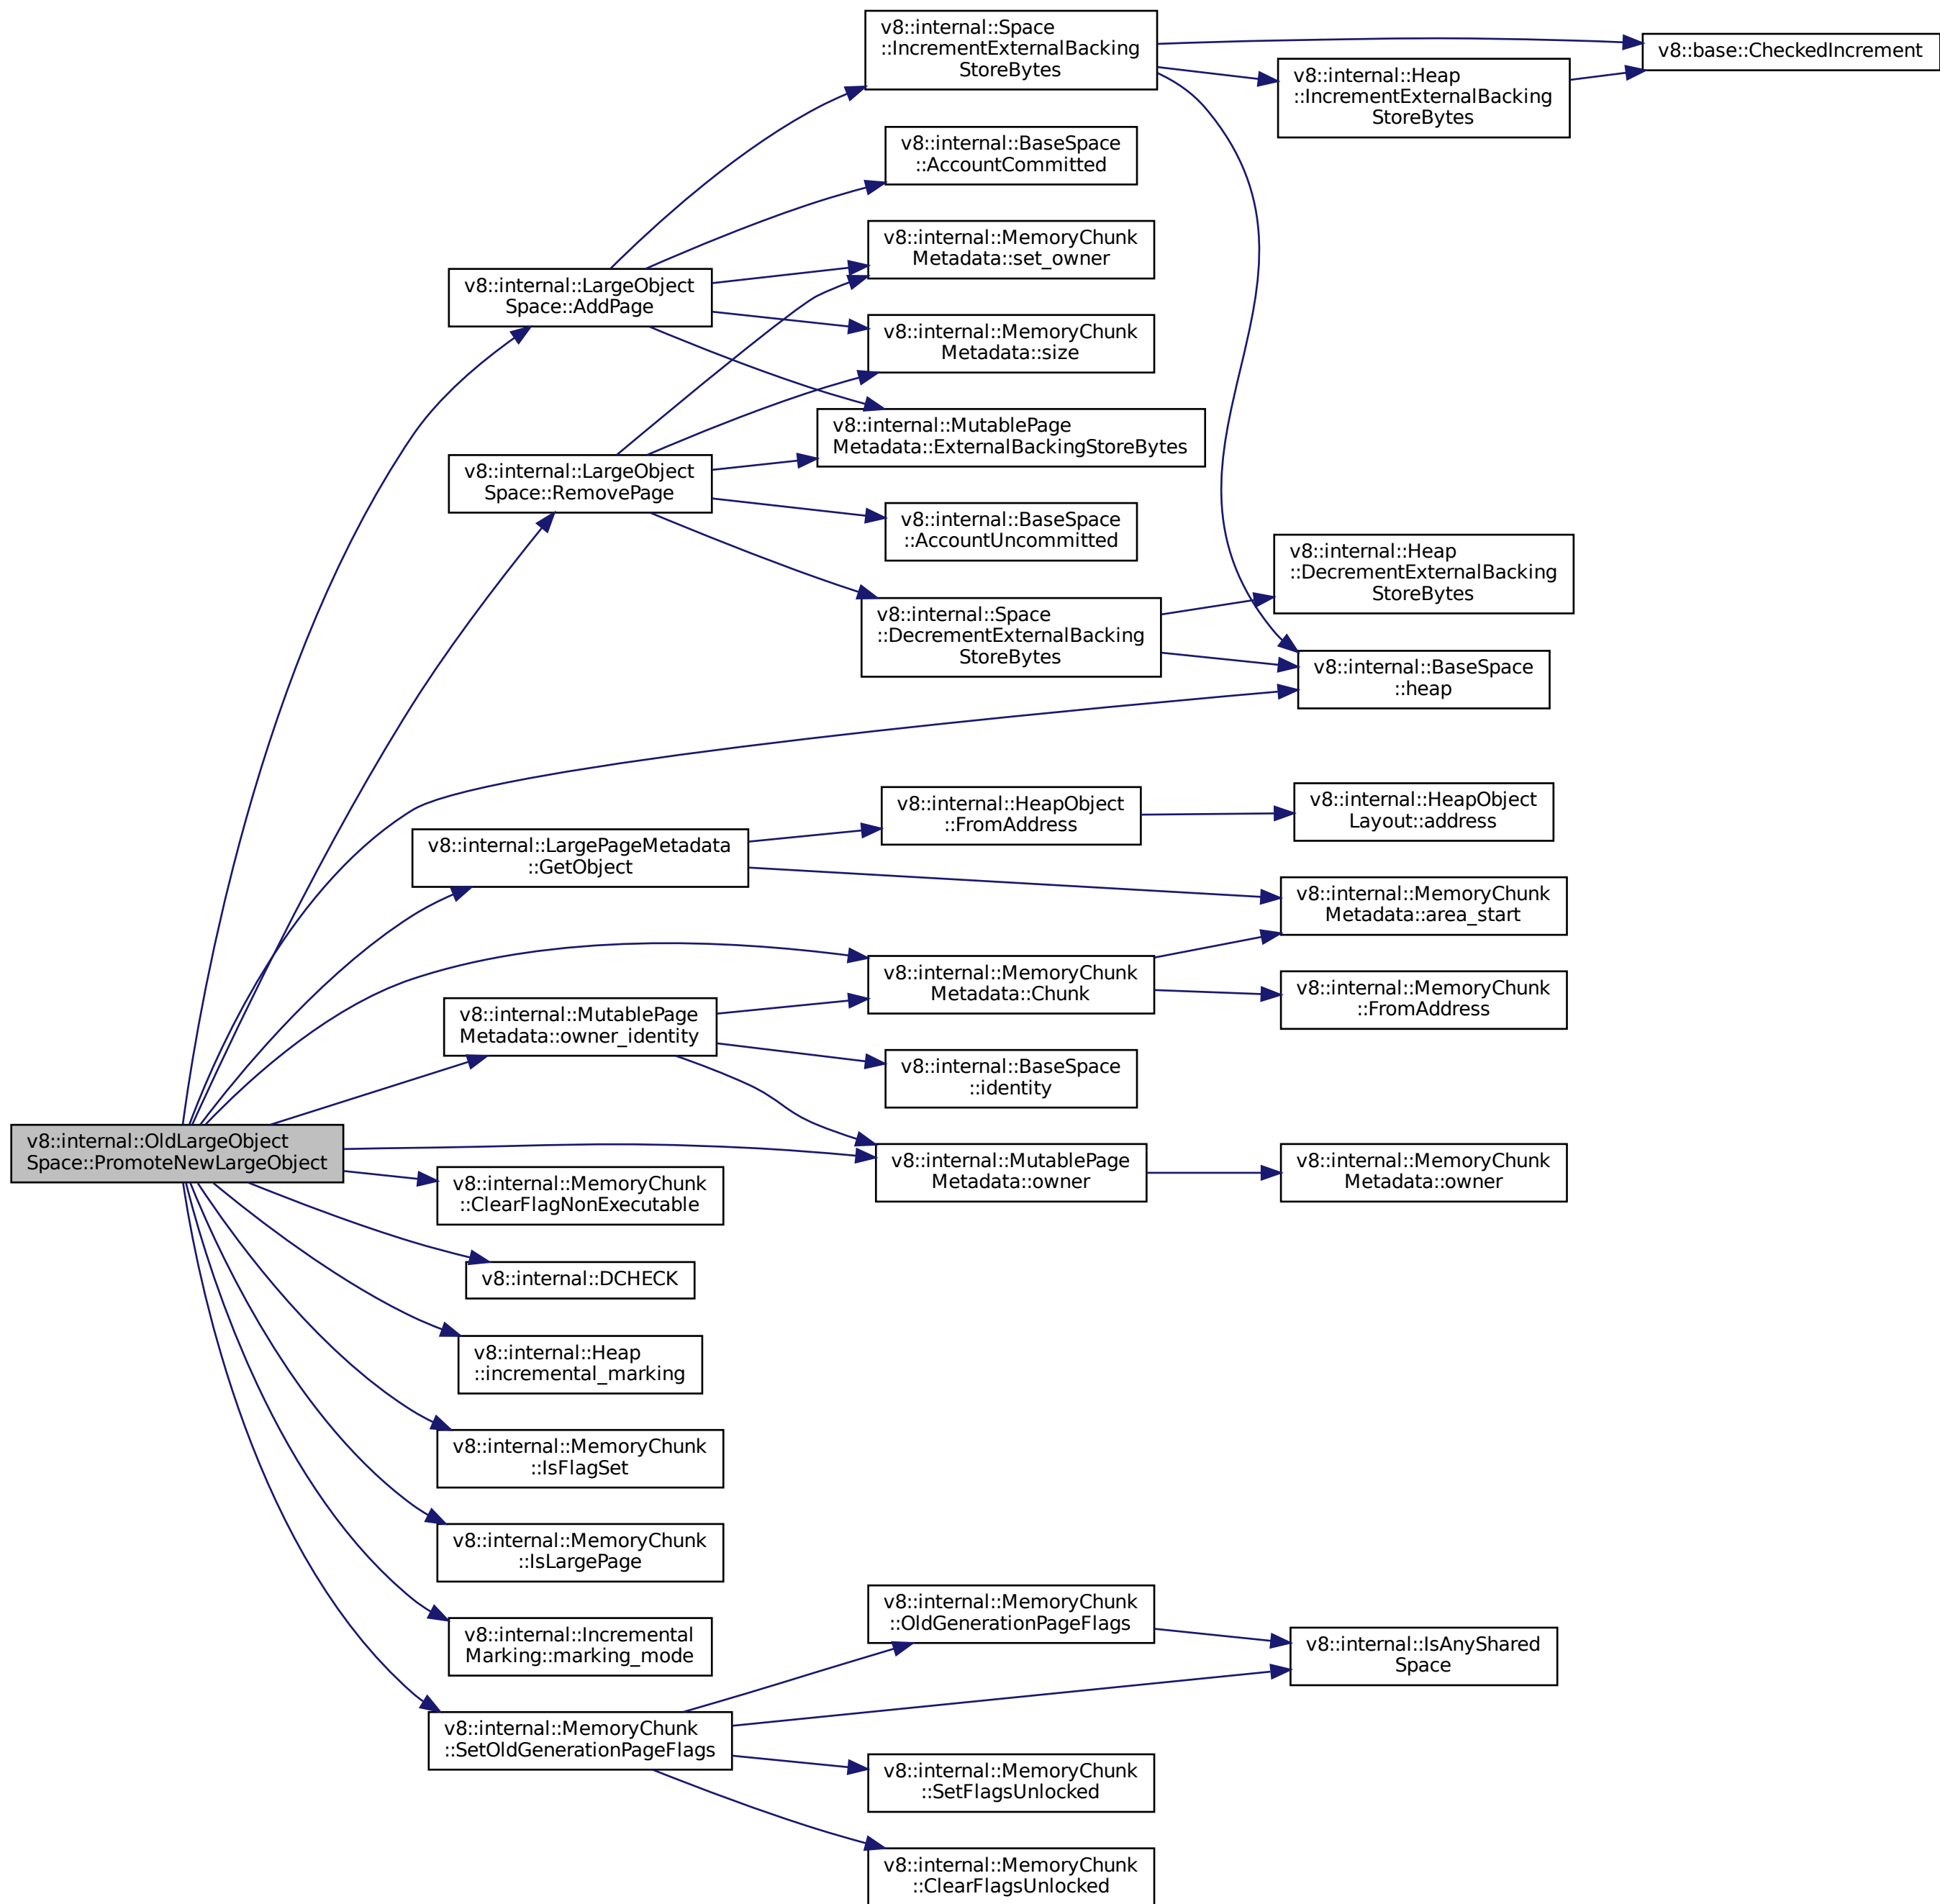 v8::internal::Space
::IncrementExternalBacking
StoreBytes
v8::base::CheckedIncrement
v8::internal::Heap
::IncrementExternalBacking
StoreBytes
v8::internal::BaseSpace
::AccountCommitted
v8::internal::MemoryChunk
Metadata::set_owner
v8::internal::LargeObject
Space::AddPage
v8::internal::MemoryChunk
Metadata::size
v8::internal::MutablePage
Metadata::ExternalBackingStoreBytes
v8::internal::LargeObject
Space::RemovePage
v8::internal::BaseSpace
::AccountUncommitted
v8::internal::Heap
::DecrementExternalBacking
StoreBytes
v8::internal::Space
::DecrementExternalBacking
StoreBytes
v8::internal::BaseSpace
::heap
v8::internal::HeapObject
::FromAddress
v8::internal::HeapObject
Layout::address
v8::internal::LargePageMetadata
::GetObject
v8::internal::MemoryChunk
Metadata::area_start
v8::internal::MemoryChunk
Metadata::Chunk
v8::internal::MemoryChunk
::FromAddress
v8::internal::MutablePage
Metadata::owner_identity
v8::internal::BaseSpace
::identity
v8::internal::OldLargeObject
Space::PromoteNewLargeObject
v8::internal::MutablePage
Metadata::owner
v8::internal::MemoryChunk
Metadata::owner
v8::internal::MemoryChunk
::ClearFlagNonExecutable
v8::internal::DCHECK
v8::internal::Heap
::incremental_marking
v8::internal::MemoryChunk
::IsFlagSet
v8::internal::MemoryChunk
::IsLargePage
v8::internal::Incremental
Marking::marking_mode
v8::internal::MemoryChunk
::OldGenerationPageFlags
v8::internal::IsAnyShared
Space
v8::internal::MemoryChunk
::SetOldGenerationPageFlags
v8::internal::MemoryChunk
::SetFlagsUnlocked
v8::internal::MemoryChunk
::ClearFlagsUnlocked